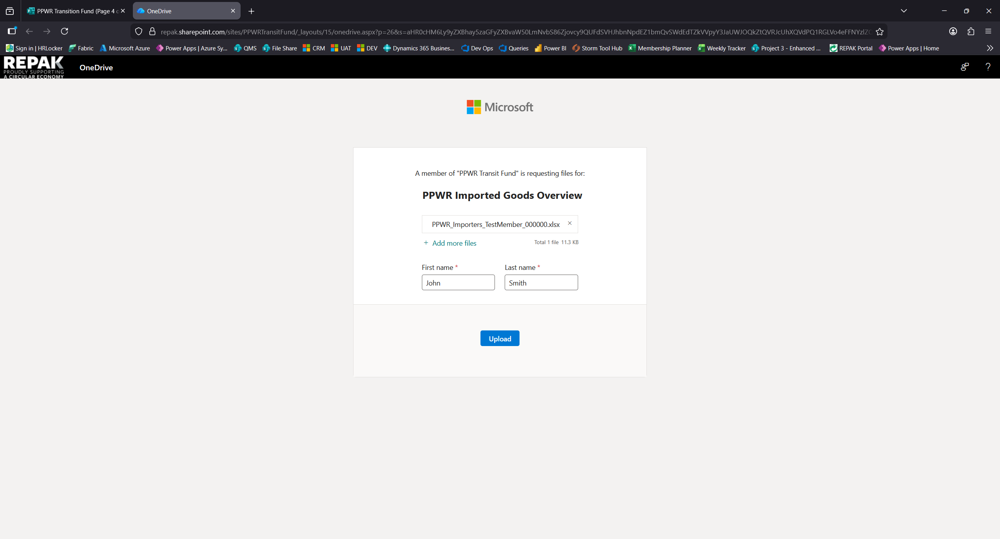 PPWR Transition Fund (Page 4 o
OneDrive
repak.sharepoint.com/sites/PPWRTransitFund/_layouts/15/onedrive.aspx?p=26&s=
Sign in | HRLocker Fabric Microsoft Azure Power Apps | Azure Sy... QMS File Share CRM UAT DEV Dynamics 365 Busines... Dev Ops Queries Power BI Storm Tool Hub Membership Planner Weekly Tracker Project 3 - Enhanced ... REPAK Portal Power Apps | Home
REPAK
PROUDLY SUPPORTING
A CIRCULAR ECONOMY
OneDrive
Microsoft
A member of "PPWR Transit Fund" is requesting files for:
PPWR Imported Goods Overview
PPWR_Importers_TestMember_000000.xlsx
+ Add more files Total 1 file 11.3 KB
First name * Last name *
John Smith
Upload